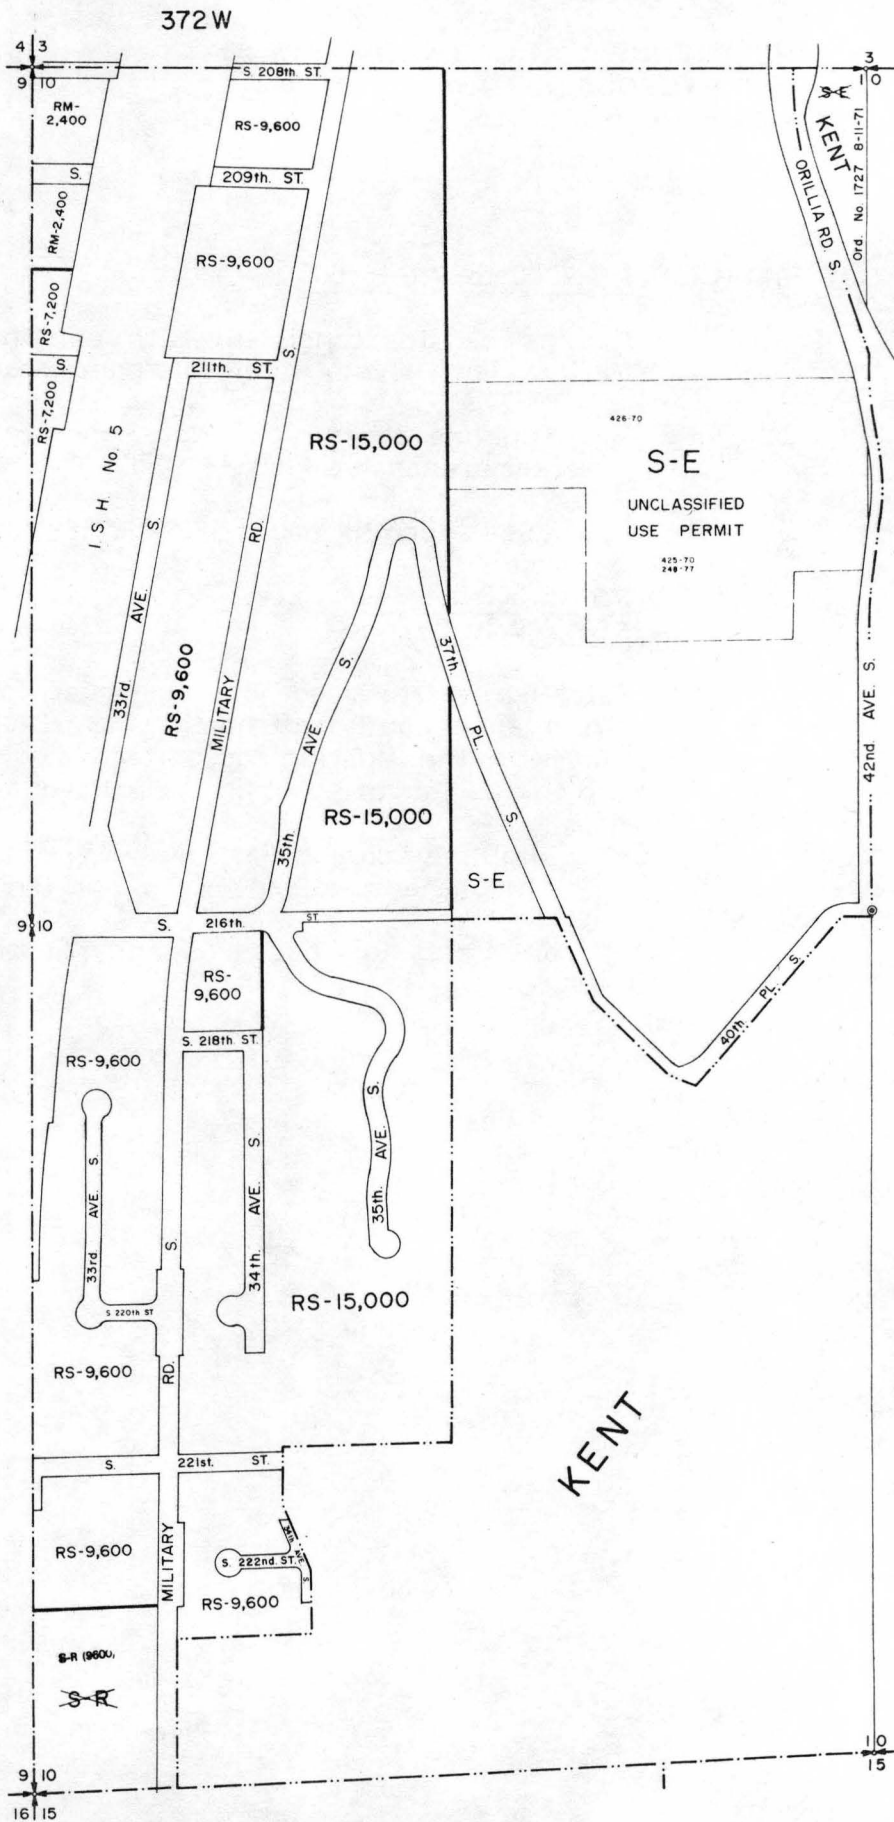 372 W
4 3
9 10
3
10
S. 208th ST.
RM-
2,400
RS-9,600
S-E
KENT
Ord. No. 1727 8-11-71
ORILLIA RD. S.
S.
209th. ST.
RM-2,400
RS-9,600
RS-7,200
S.
S.
211th. ST.
RS-7,200
I. S. H. No. 5
RS-15,000
426-70
S-E
UNCLASSIFIED
USE PERMIT
425-70
248-77
33rd. AVE. S.
RS-9,600
MILITARY RD.
35th. AVE. S.
37th. PL. S.
42nd. AVE. S.
RS-15,000
S-E
9 10
S. 216th. ST
RS-
9,600
S. 218th. ST.
40th PL S.
RS-9,600
33rd AVE S.
34th. AVE. S.
35th. AVE. S.
S.
S 220th ST
RS-15,000
RS-9,600
RD.
KENT
S. 221st. ST.
RS-9,600
MILITARY
34th AVE S
S. 222nd. ST.
RS-9,600
S-R (9600)
S-R
9 10
16 15
10
15